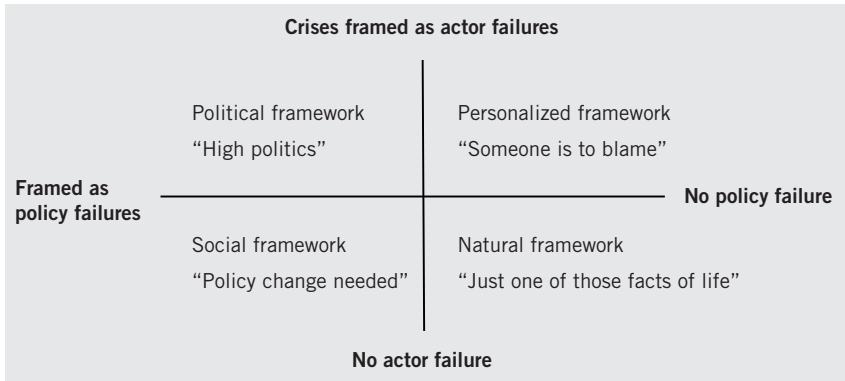 Crises framed as actor failures
Political framework
“High politics”
Personalized framework
“Someone is to blame”
Framed as
policy failures
No policy failure
Social framework
“Policy change needed”
Natural framework
“Just one of those facts of life”
No actor failure